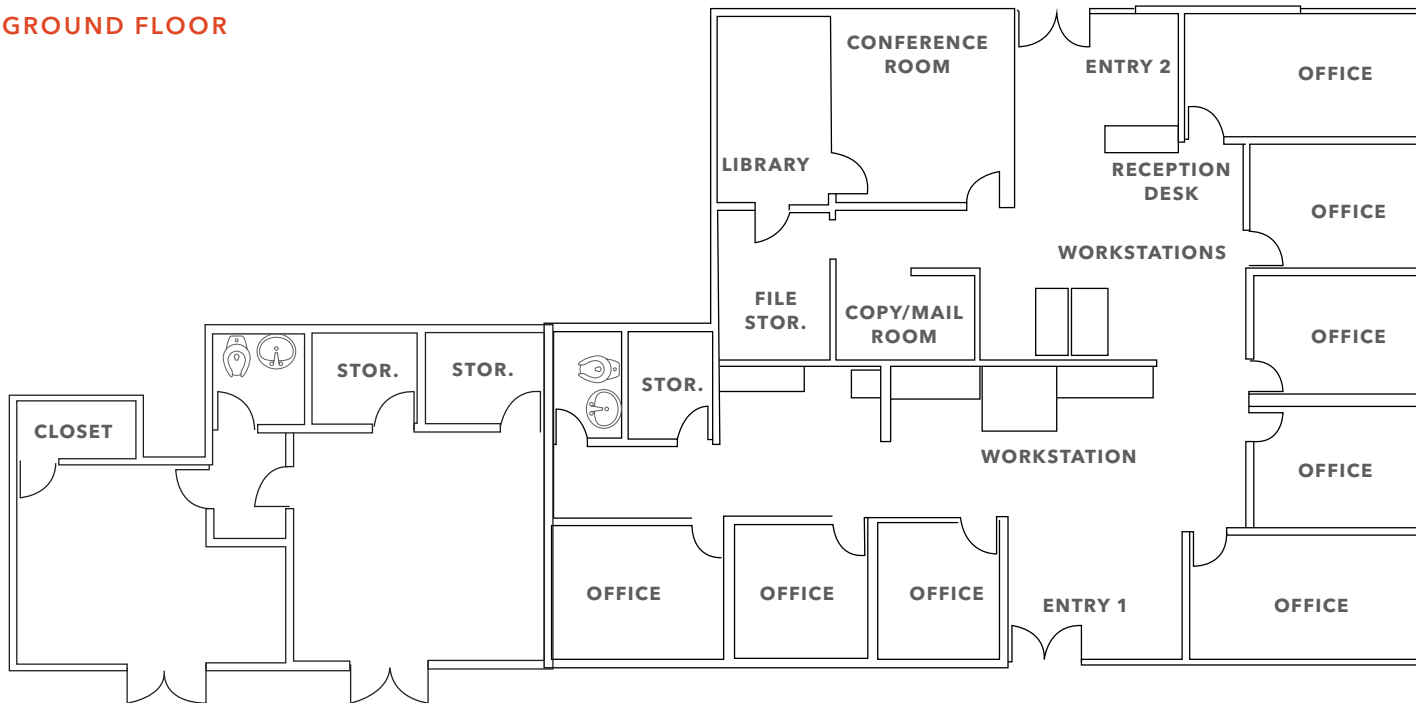 GROUND FLOOR
CONFERENCE
ROOM
ENTRY 2
OFFICE
LIBRARY
RECEPTION
DESK
OFFICE
WORKSTATIONS
FILE
STOR.
COPY/MAIL
ROOM
OFFICE
STOR.
STOR.
STOR.
CLOSET
WORKSTATION
OFFICE
OFFICE
OFFICE
OFFICE
ENTRY 1
OFFICE